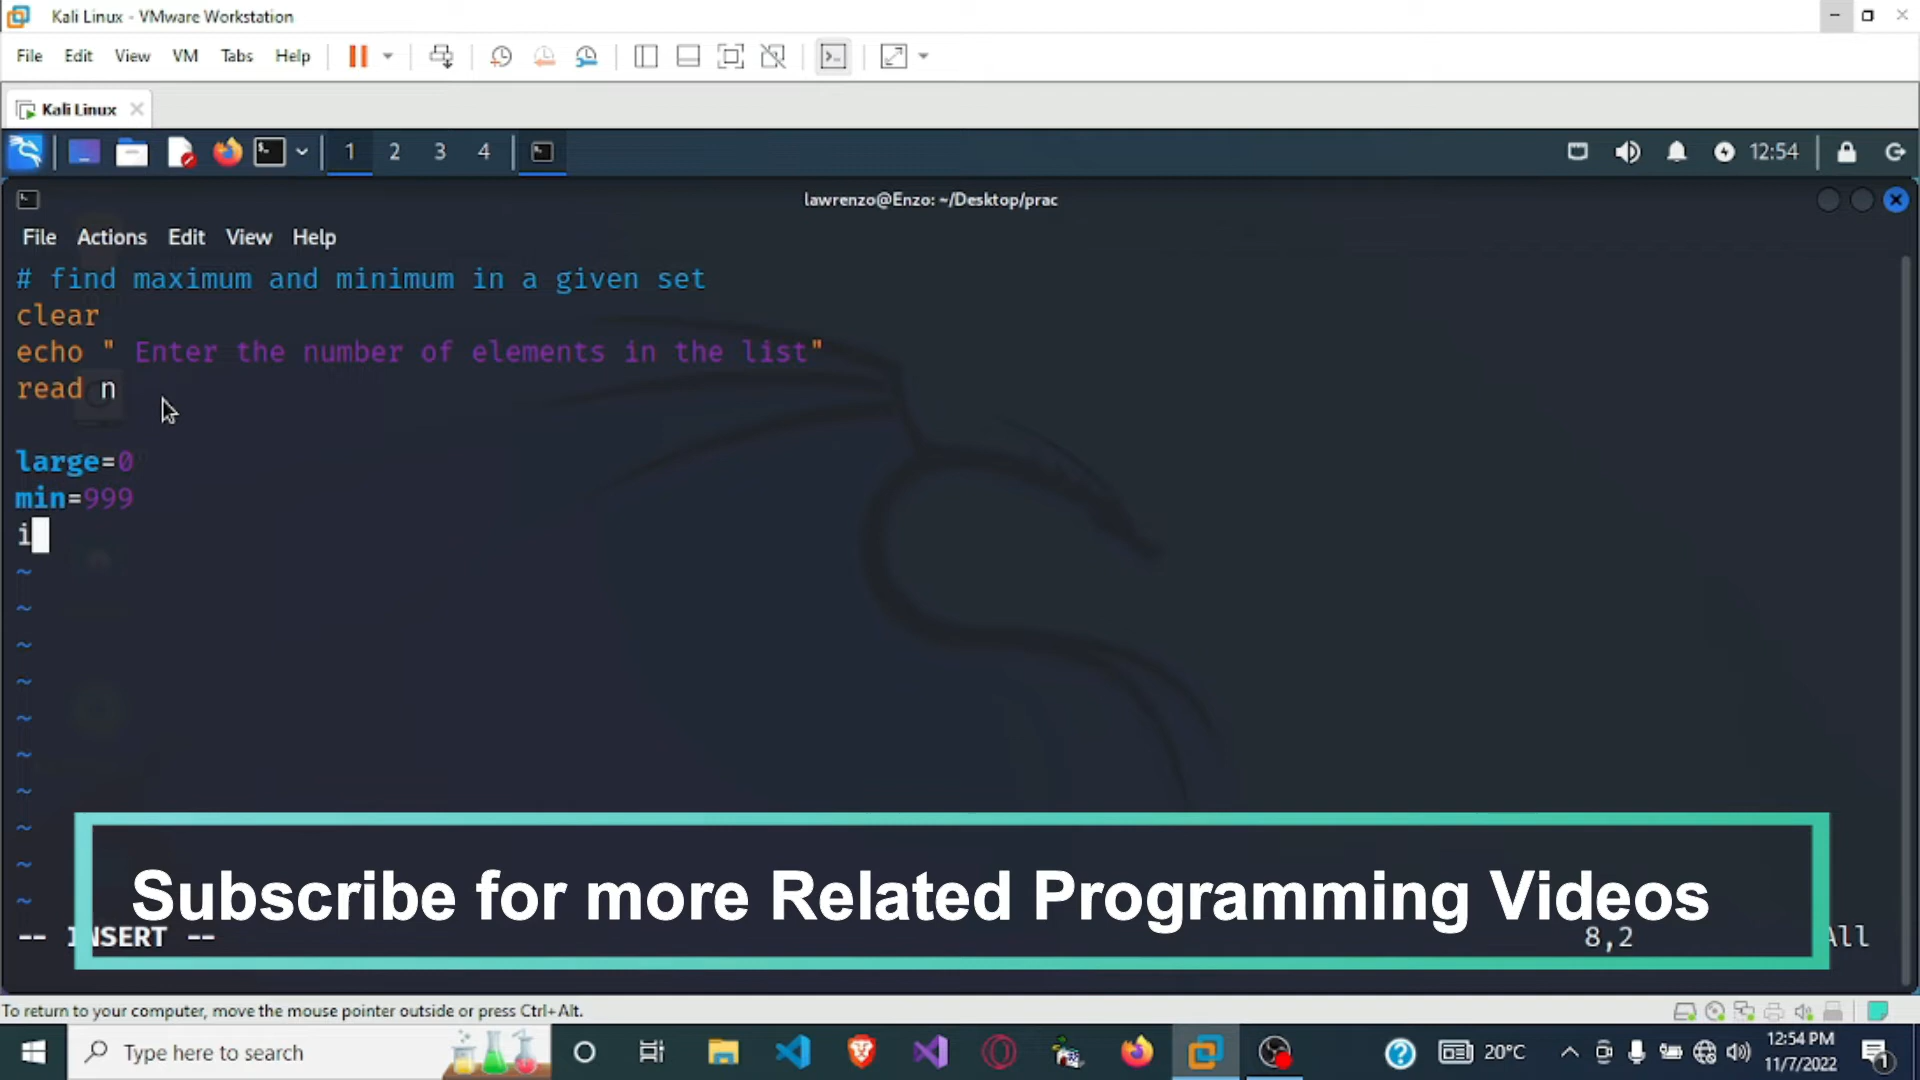 Kali Linux - VMware Workstation
File Edit View VM Tabs Help
Kali Linux
1 2 3 4
12:54
lawrenzo@Enzo: ~/Desktop/prac
File Actions Edit View Help
# find maximum and minimum in a given set
clear
echo " Enter the number of elements in the list"
read n
large=0
min=999
i
~
~
~
~
~
~
~
~
~
~
Subscribe for more Related Programming Videos
-- INSERT --
8,2
All
To return to your computer, move the mouse pointer outside or press Ctrl+Alt.
Type here to search
20°C
12:54 PM
11/7/2022
1